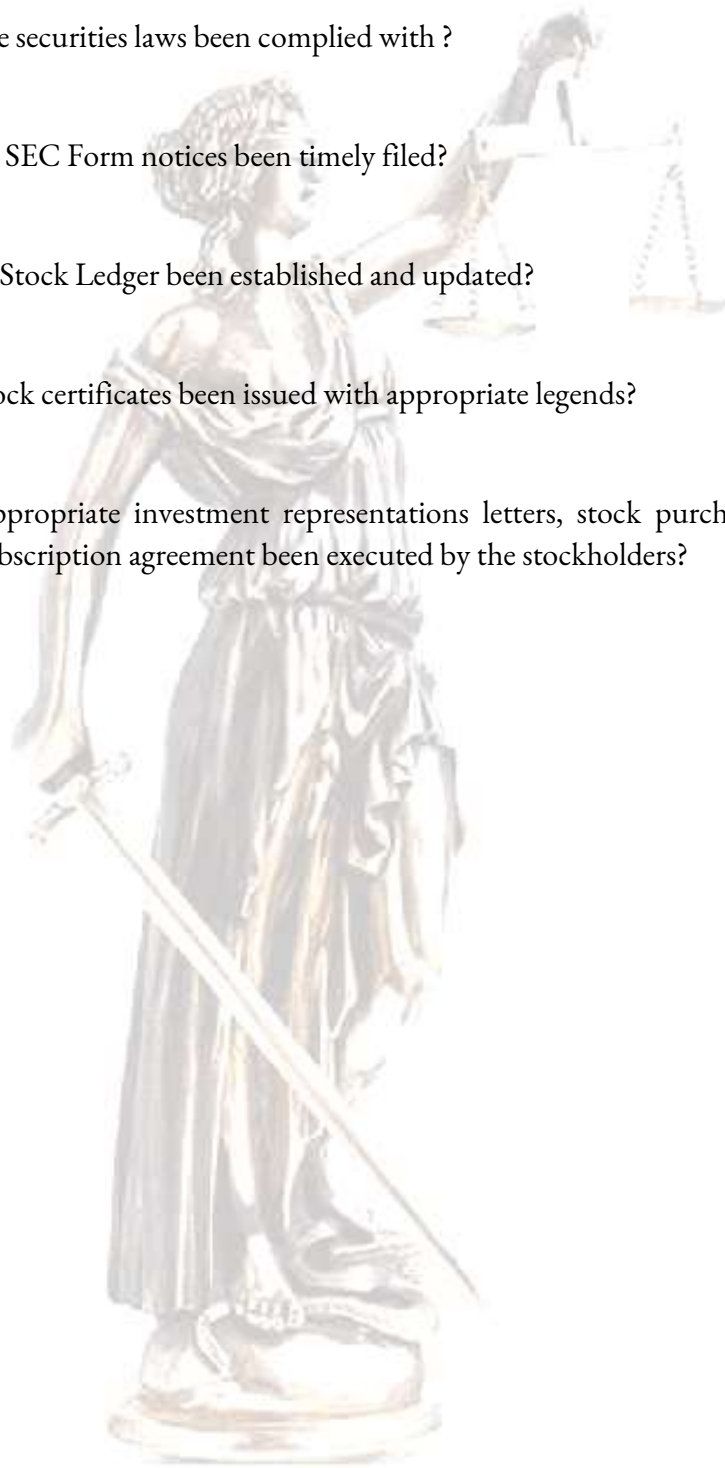 e securities laws been complied with ?
SEC Form notices been timely filed?
Stock Ledger been established and updated?
ock certificates been issued with appropriate legends?
ppropriate investment representations letters, stock purch
bscription agreement been executed by the stockholders?